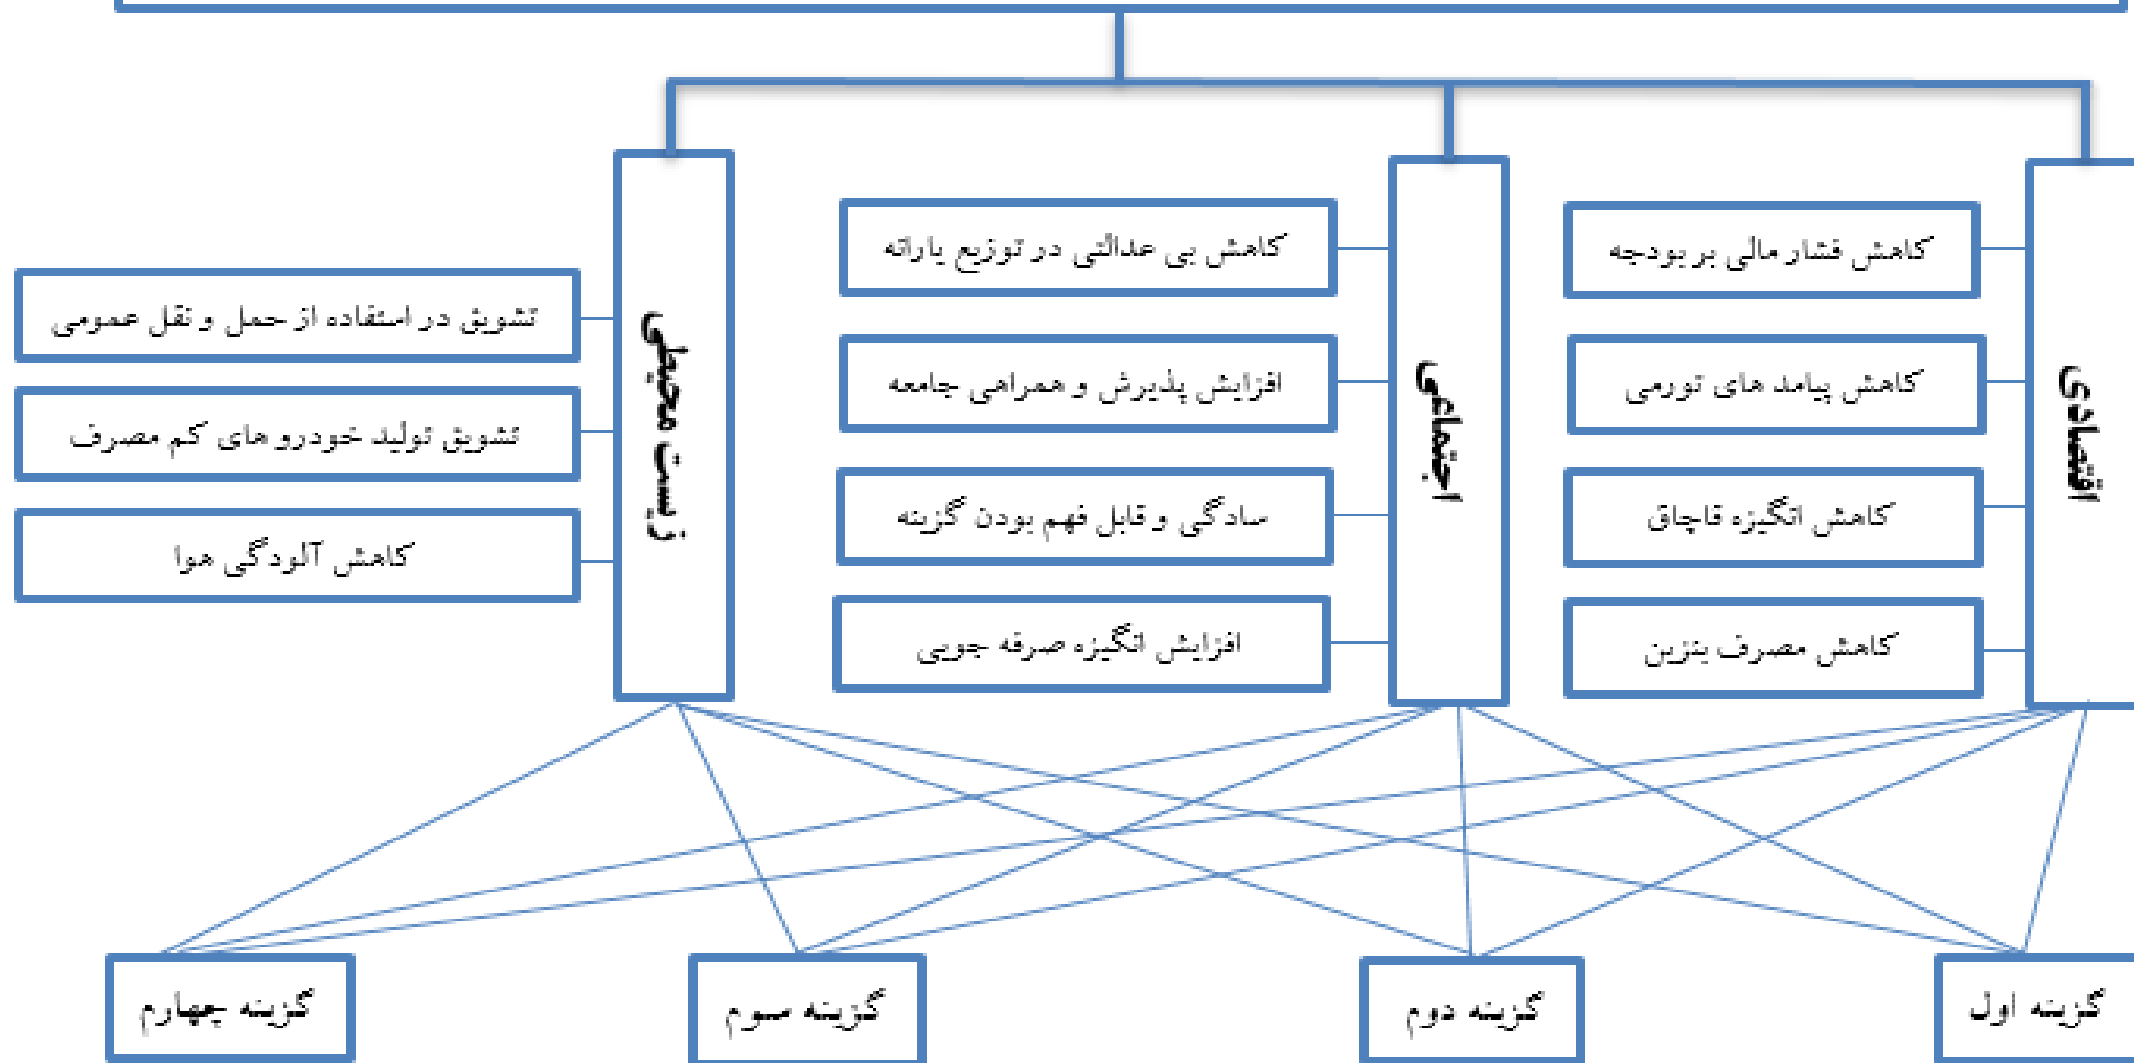 اقتصادی
کاهش فشار مالی بر بودجه
کاهش پیامد های تورمی
کاهش انگیزه قاچاق
کاهش مصرف بنزین
اجتماعی
کاهش بی عدالتی در توزیع یارانه
افزایش پذیرش و همراهی جامعه
سادگی و قابل فهم بودن گزینه
افزایش انگیزه صرفه جویی
زیست محیطی
تشویق در استفاده از حمل و نقل عمومی
تشویق تولید خودرو های کم مصرف
کاهش آلودگی هوا
گزینه اول
گزینه دوم
گزینه سوم
گزینه چهارم